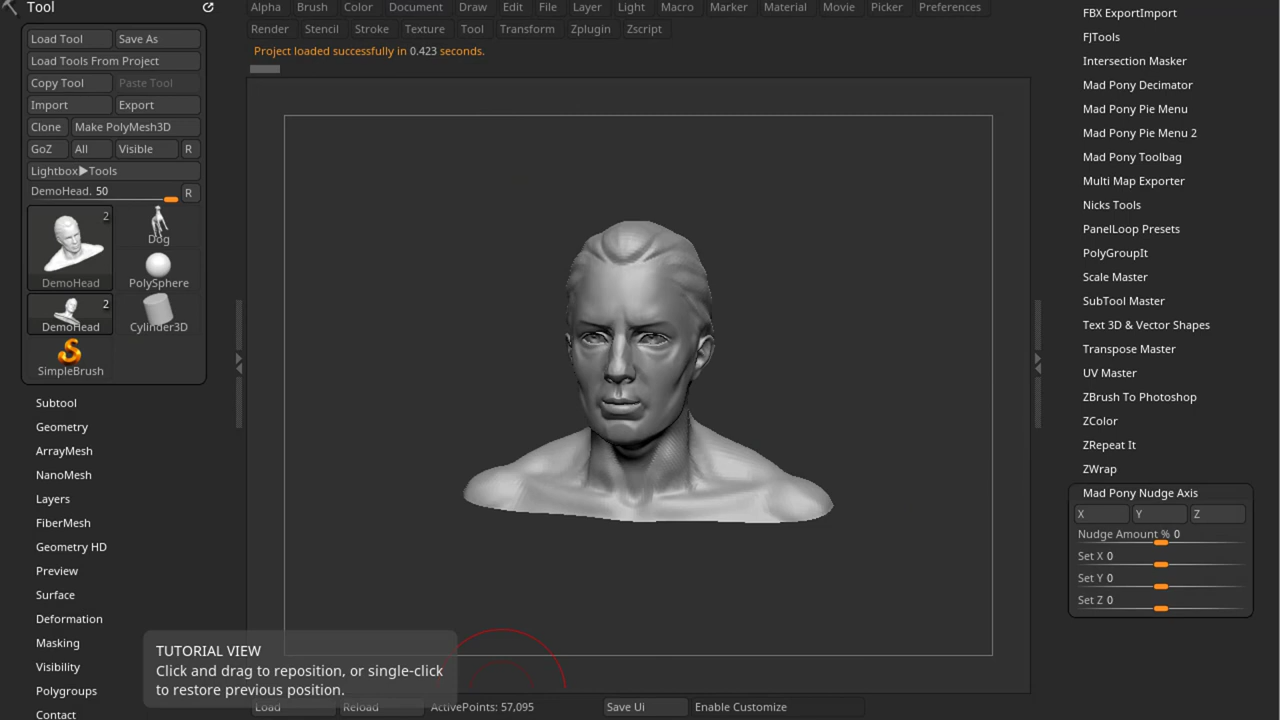 Tool
Load Tool Save As
Load Tools From Project
Copy Tool Paste Tool
Import Export
Clone Make PolyMesh3D
GoZ All Visible R
Lightbox▶Tools
DemoHead. 50 R
2
DemoHead
Dog
PolySphere
2
DemoHead
Cylinder3D
SimpleBrush
Subtool
Geometry
ArrayMesh
NanoMesh
Layers
FiberMesh
Geometry HD
Preview
Surface
Deformation
Masking
Visibility
Polygroups
Contact
Alpha Brush Color Document Draw Edit File Layer Light Macro Marker Material Movie Picker Preferences
Render Stencil Stroke Texture Tool Transform Zplugin Zscript
Project loaded successfully in 0.423 seconds.
TUTORIAL VIEW
Click and drag to reposition, or single-click
to restore previous position.
Load Reload ActivePoints: 57,095 Save Ui Enable Customize
FBX ExportImport
FJTools
Intersection Masker
Mad Pony Decimator
Mad Pony Pie Menu
Mad Pony Pie Menu 2
Mad Pony Toolbag
Multi Map Exporter
Nicks Tools
PanelLoop Presets
PolyGroupIt
Scale Master
SubTool Master
Text 3D & Vector Shapes
Transpose Master
UV Master
ZBrush To Photoshop
ZColor
ZRepeat It
ZWrap
Mad Pony Nudge Axis
X Y Z
Nudge Amount % 0
Set X 0
Set Y 0
Set Z 0